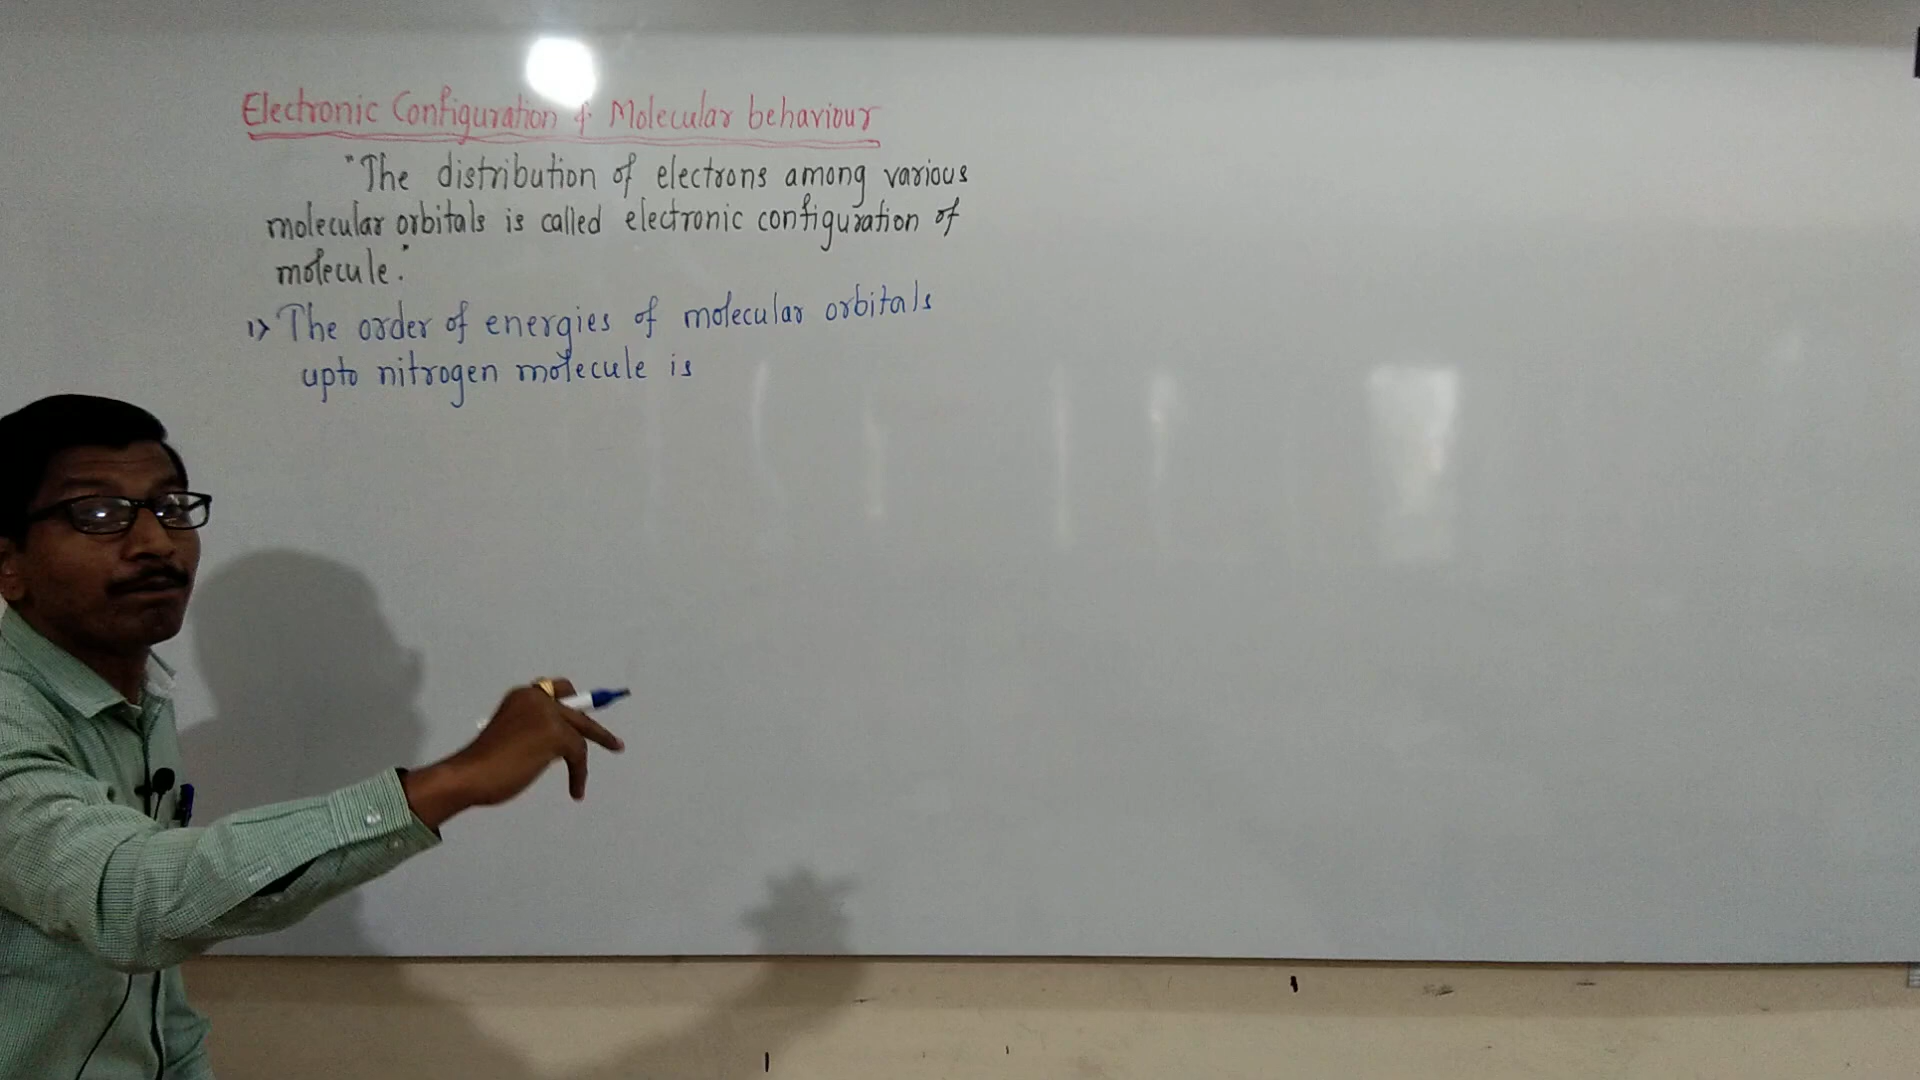 Electronic Configuration & Molecular behaviour
"The distribution of electrons among various
molecular orbitals is called electronic configuration of
molecule."
1> The order of energies of molecular orbitals
upto nitrogen molecule is